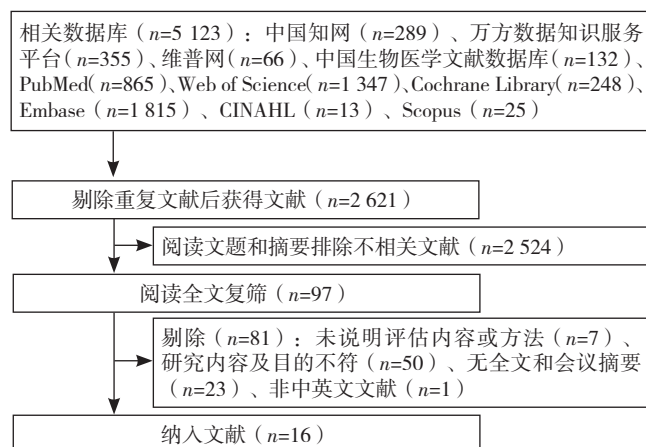 相关数据库（n=5 123）：中国知网（n=289）、万方数据知识服务
平台（n=355）、维普网（n=66）、中国生物医学文献数据库（n=132）、
PubMed（n=865）、Web of Science（n=1 347）、Cochrane Library（n=248）、
Embase（n=1 815）、CINAHL（n=13）、Scopus（n=25）
剔除重复文献后获得文献（n=2 621）
阅读文题和摘要排除不相关文献（n=2 524）
阅读全文复筛（n=97）
剔除（n=81）：未说明评估内容或方法（n=7）、
研究内容及目的不符（n=50）、无全文和会议摘要
（n=23）、非中英文文献（n=1）
纳入文献（n=16）